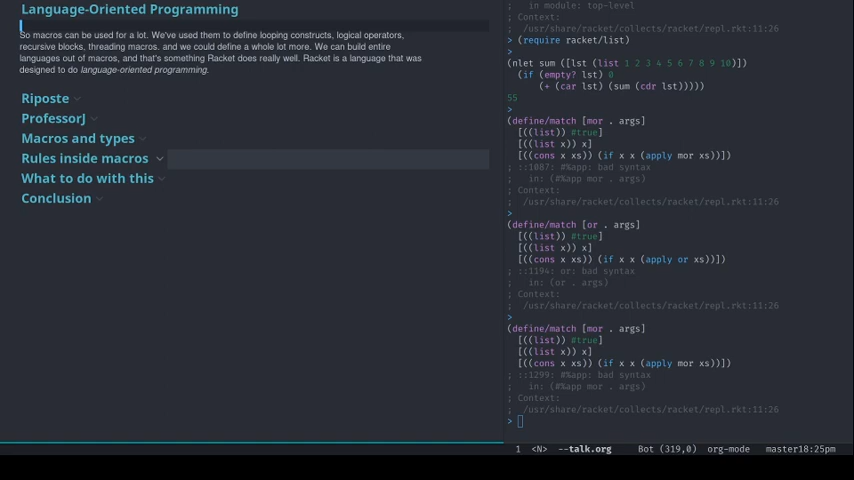 Language-Oriented Programming
So macros can be used for a lot. We've used them to define looping constructs, logical operators,
recursive blocks, threading macros. and we could define a whole lot more. We can build entire
languages out of macros, and that's something Racket does really well. Racket is a language that was
designed to do language-oriented programming.
Riposte
ProfessorJ
Macros and types
Rules inside macros
What to do with this
Conclusion
;   in module: top-level
; Context:
;  /usr/share/racket/collects/racket/repl.rkt:11:26
> (require racket/list)
>
(nlet sum ([lst (list 1 2 3 4 5 6 7 8 9 10)])
(if (empty? lst) 0
(+ (car lst) (sum (cdr lst)))))
55
>
(define/match [mor . args]
[((list)) #true]
[((list x)) x]
[((cons x xs)) (if x x (apply mor xs))])
; ::1087: #%app: bad syntax
;   in: (#%app mor . args)
; Context:
;  /usr/share/racket/collects/racket/repl.rkt:11:26
>
(define/match [or . args]
[((list)) #true]
[((list x)) x]
[((cons x xs)) (if x x (apply or xs))])
; ::1194: or: bad syntax
;   in: (or . args)
; Context:
;  /usr/share/racket/collects/racket/repl.rkt:11:26
>
(define/match [mor . args]
[((list)) #true]
[((list x)) x]
[((cons x xs)) (if x x (apply mor xs))])
; ::1299: #%app: bad syntax
;   in: (#%app mor . args)
; Context:
;  /usr/share/racket/collects/racket/repl.rkt:11:26
>
1 <N> --talk.org Bot (319,0) org-mode master18:25pm